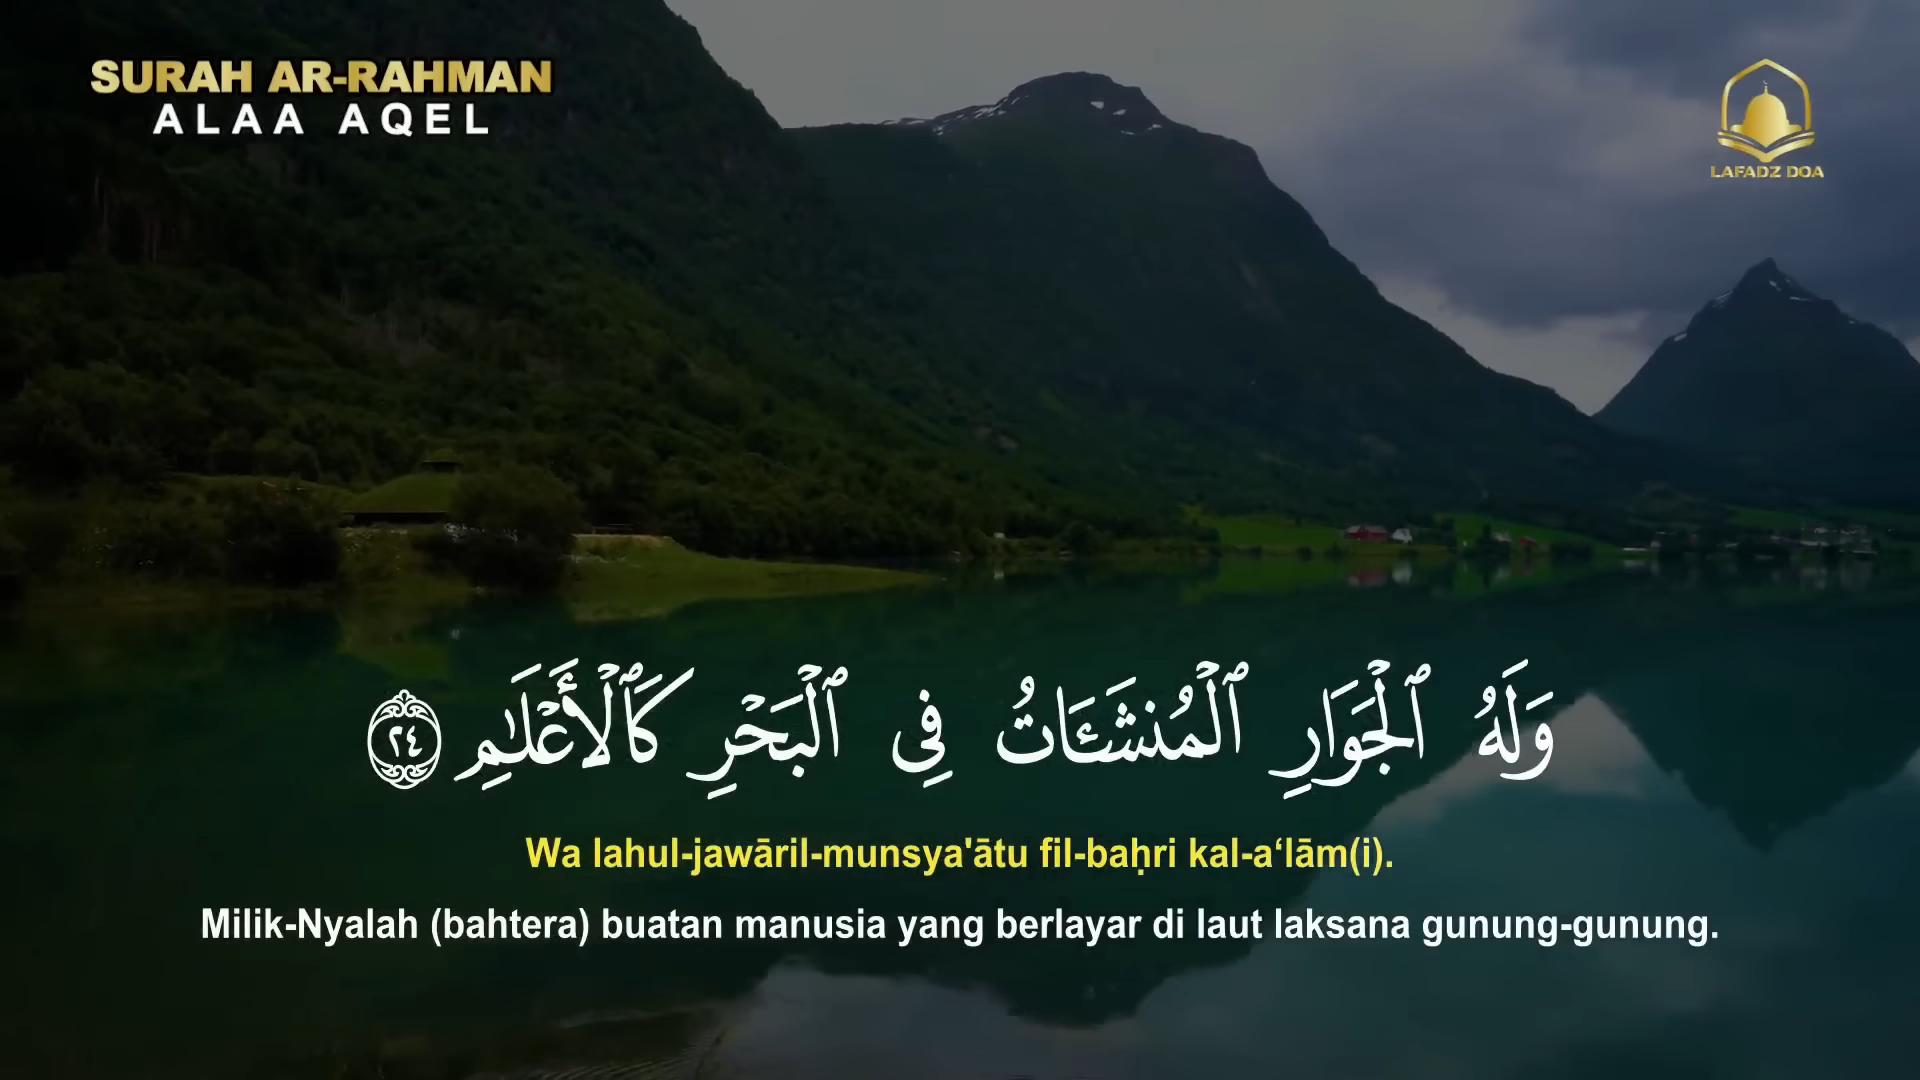 SURAH AR-RAHMAN
ALAA AQEL
LAFADZ DOA
وَلَهُ ٱلْجَوَارِ ٱلْمُنشَـَٔاتُ فِى ٱلْبَحْرِ كَٱلْأَعْلَـٰمِ ٢٤
Wa lahul-jawāril-munsya'ātu fil-baḥri kal-a‘lām(i).
Milik-Nyalah (bahtera) buatan manusia yang berlayar di laut laksana gunung-gunung.